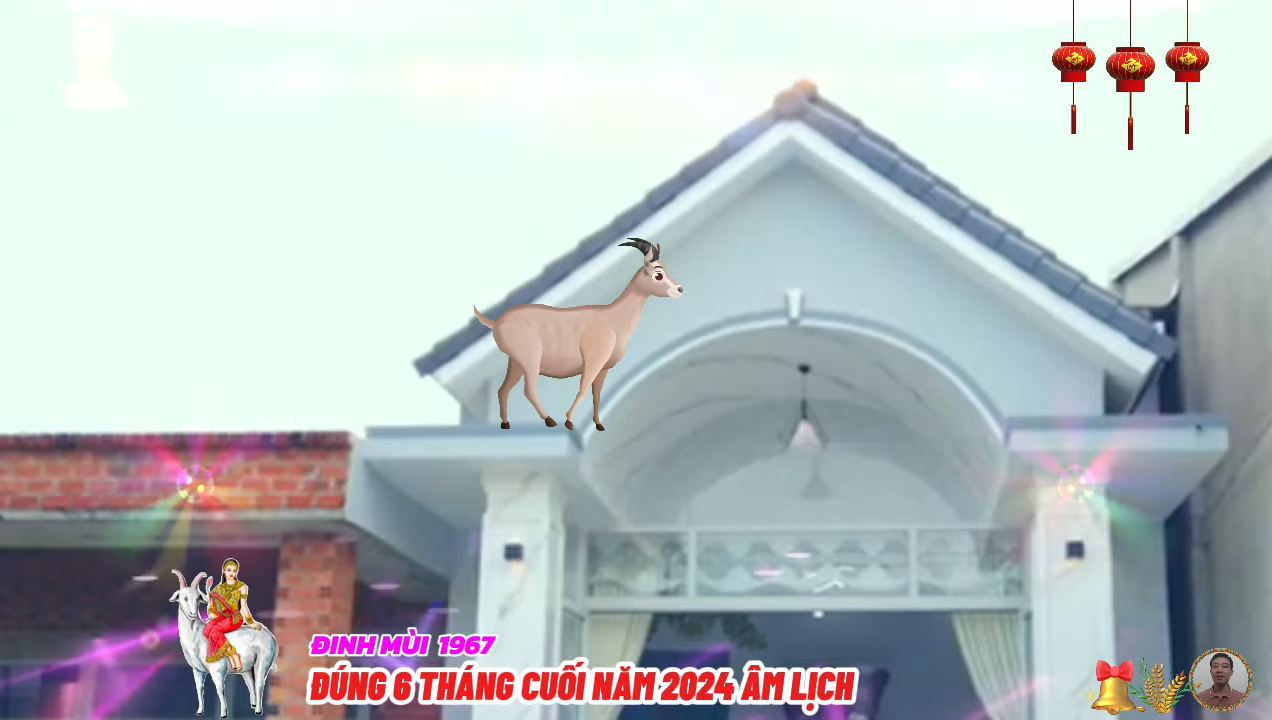 ĐINH MÙI 1967
ĐÚNG 6 THÁNG CUỐI NĂM 2024 ÂM LỊCH